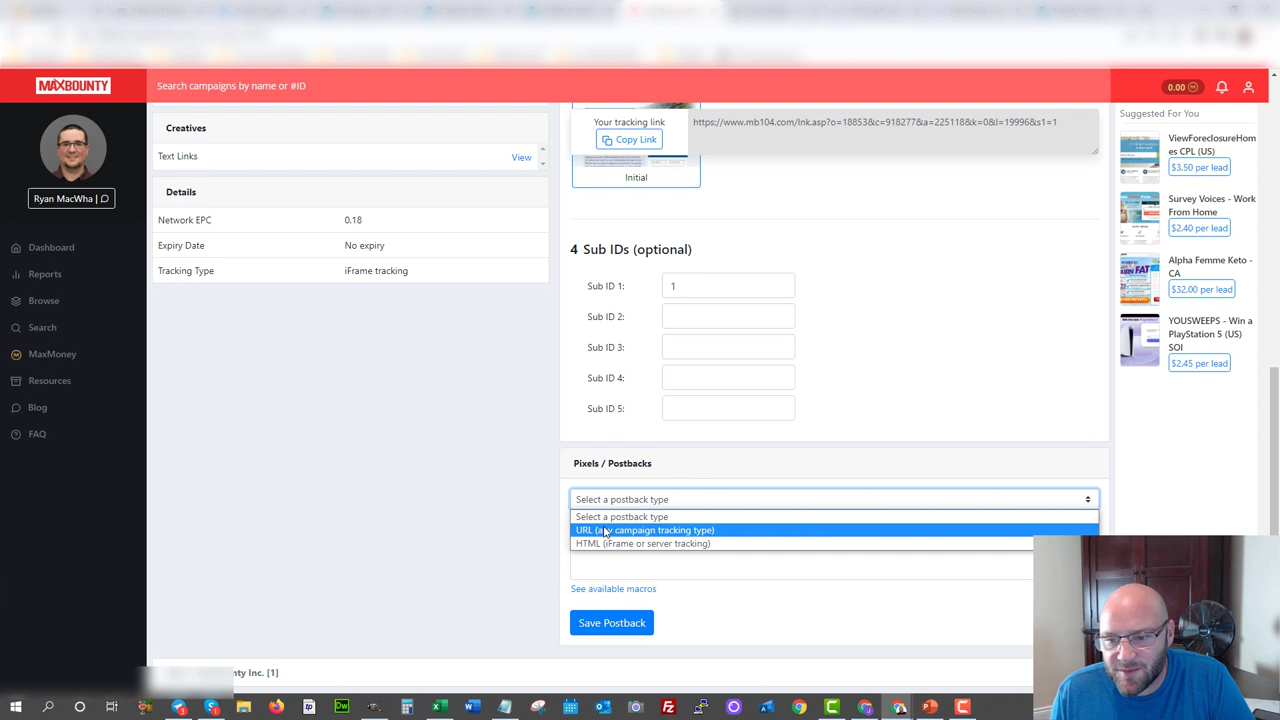 MAXBOUNTY
Search campaigns by name or #ID
0.00
Ryan MacWha |
Dashboard
Reports
Browse
Search
MaxMoney
Resources
Blog
FAQ
Creatives
Text Links
View
Details
Network EPC
0.18
Expiry Date
No expiry
Tracking Type
iFrame tracking
Your tracking link
Copy Link
https://www.mb104.com/lnk.asp?o=18853&c=918277&a=225118&k=0&l=19996&s1=1
Initial
4 Sub IDs (optional)
Sub ID 1:
1
Sub ID 2:
Sub ID 3:
Sub ID 4:
Sub ID 5:
Pixels / Postbacks
Select a postback type
Select a postback type
URL (any campaign tracking type)
HTML (iFrame or server tracking)
See available macros
Save Postback
Inc. [1]
Suggested For You
ViewForeclosureHom
es CPL (US)
$3.50 per lead
Survey Voices - Work
From Home
$2.40 per lead
Alpha Femme Keto -
CA
$32.00 per lead
YOUSWEEPS - Win a
PlayStation 5 (US)
SOI
$2.45 per lead